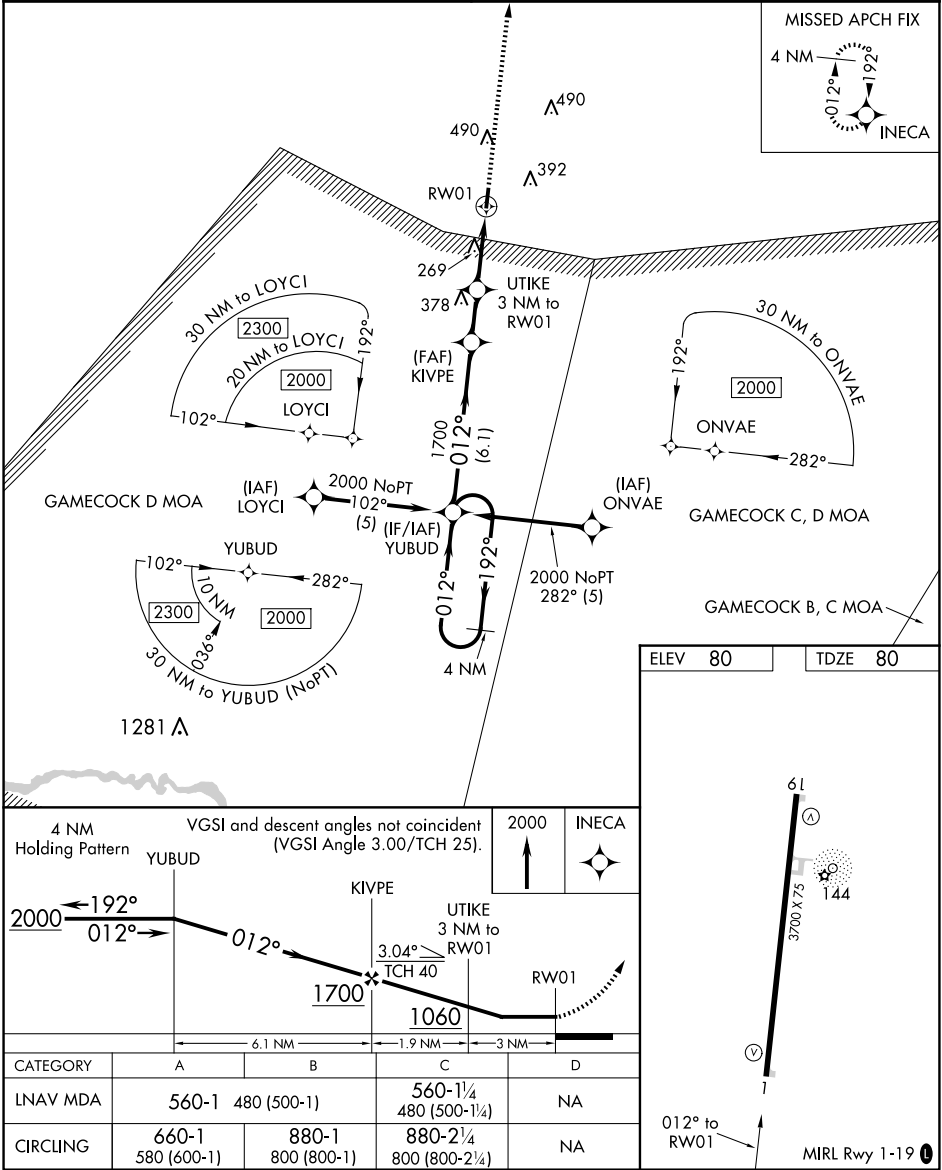 MISSED APCH FIX
4 NM
192°
012°
INECA
490
490
392
RW01
269
UTIKE
3 NM to
RW01
378
(FAF)
KIVPE
30 NM to LOYCI
2300
20 NM to LOYCI
2000
192°
LOYCI
102°
30 NM to ONVAE
192°
2000
ONVAE
282°
1700
012°
(6.1)
GAMECOCK D MOA
(IAF)
LOYCI
2000 NoPT
102°
(5)
(IF/IAF)
YUBUD
(IAF)
ONVAE
GAMECOCK C, D MOA
2000 NoPT
282° (5)
012°
192°
4 NM
YUBUD
102°
282°
10 NM
2300
2000
036°
30 NM to YUBUD (NoPT)
GAMECOCK B, C MOA
1281
ELEV 80
TDZE 80
19
144
3700 X 75
1
012° to
RW01
MIRL Rwy 1-19 L
4 NM
Holding Pattern
VGSI and descent angles not coincident
(VGSI Angle 3.00/TCH 25).
2000
INECA
YUBUD
KIVPE
UTIKE
3 NM to
RW01
2000
192°
012°
012°
3.04°
TCH 40
RW01
1700
1060
6.1 NM
1.9 NM
3 NM
CATEGORY A B C D
LNAV MDA 560-1 480 (500-1) 560-1¼ 480 (500-1¼) NA
CIRCLING 660-1 580 (600-1) 880-1 800 (800-1) 880-2¼ 800 (800-2¼) NA
V
V